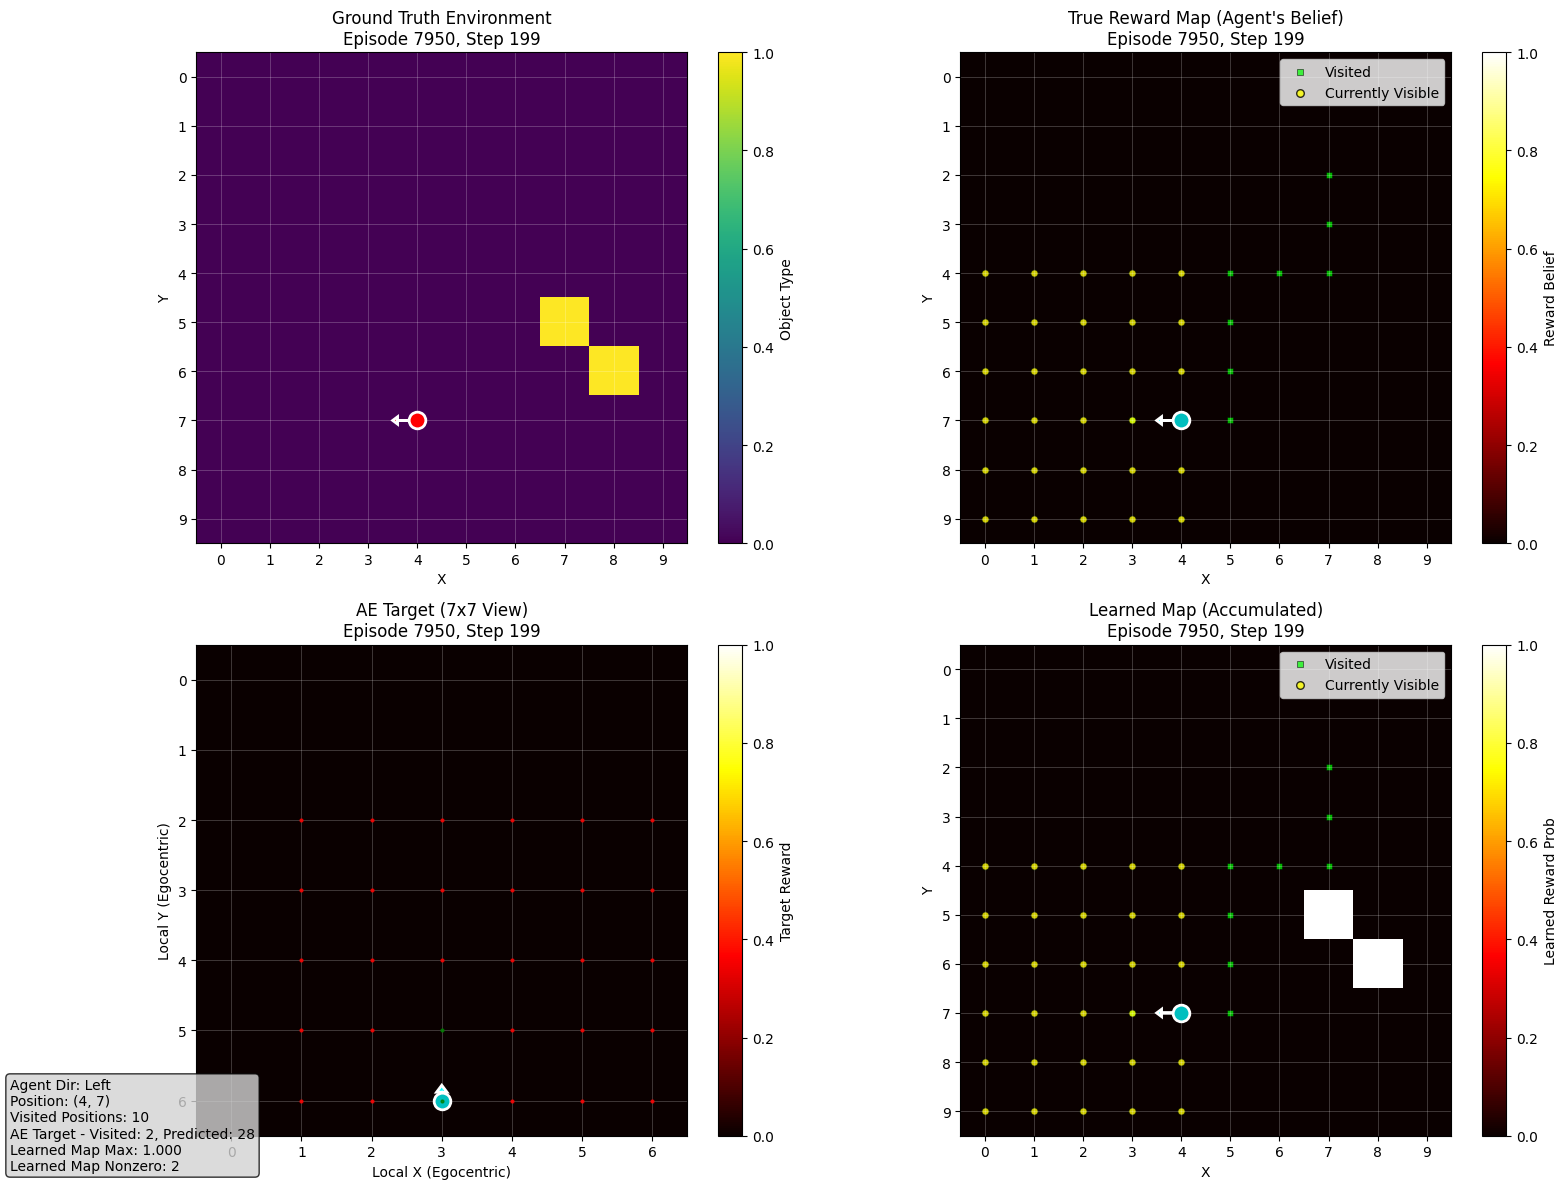 Ground Truth Environment
Episode 7950, Step 199
0
1
2
3
4
5
6
7
8
9
Y
0 1 2 3 4 5 6 7 8 9
X
1.0
0.8
0.6
0.4
0.2
0.0
Object Type
True Reward Map (Agent's Belief)
Episode 7950, Step 199
Visited
Currently Visible
0
1
2
3
4
5
6
7
8
9
Y
0 1 2 3 4 5 6 7 8 9
X
1.0
0.8
0.6
0.4
0.2
0.0
Reward Belief
AE Target (7x7 View)
Episode 7950, Step 199
0
1
2
3
4
5
6
Local Y (Egocentric)
0 1 2 3 4 5 6
Local X (Egocentric)
1.0
0.8
0.6
0.4
0.2
0.0
Target Reward
Agent Dir: Left
Position: (4, 7)
Visited Positions: 10
AE Target - Visited: 2, Predicted: 28
Learned Map Max: 1.000
Learned Map Nonzero: 2
Learned Map (Accumulated)
Episode 7950, Step 199
Visited
Currently Visible
0
1
2
3
4
5
6
7
8
9
Y
0 1 2 3 4 5 6 7 8 9
X
1.0
0.8
0.6
0.4
0.2
0.0
Learned Reward Prob